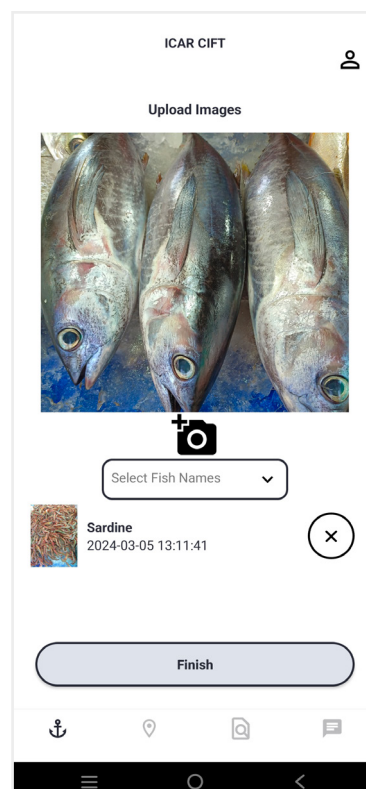 ICAR CIFT
Upload Images
Select Fish Names
Sardine
2024-03-05 13:11:41
Finish